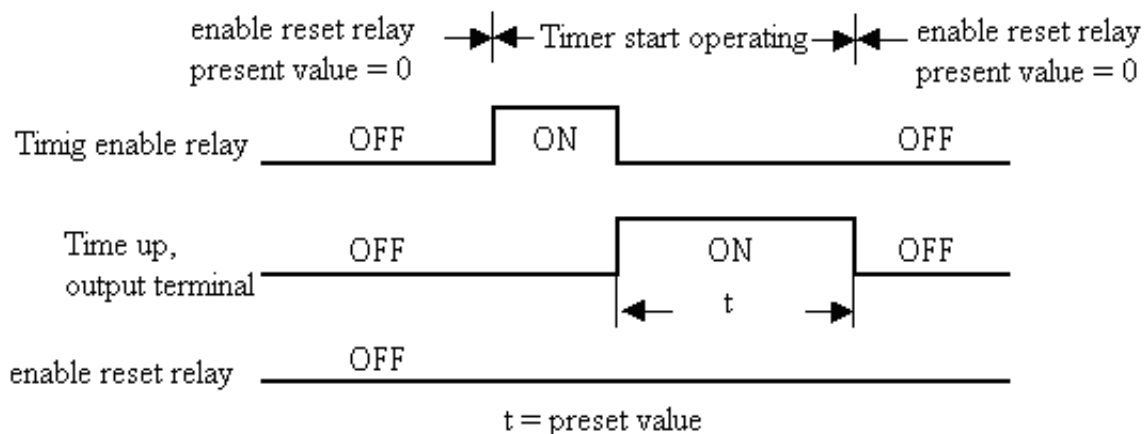 enable reset relay
present value = 0
Timer start operating
enable reset relay
present value = 0
Timig enable relay
OFF
ON
OFF
Time up,
output terminal
OFF
ON
OFF
t
enable reset relay
OFF
t = preset value